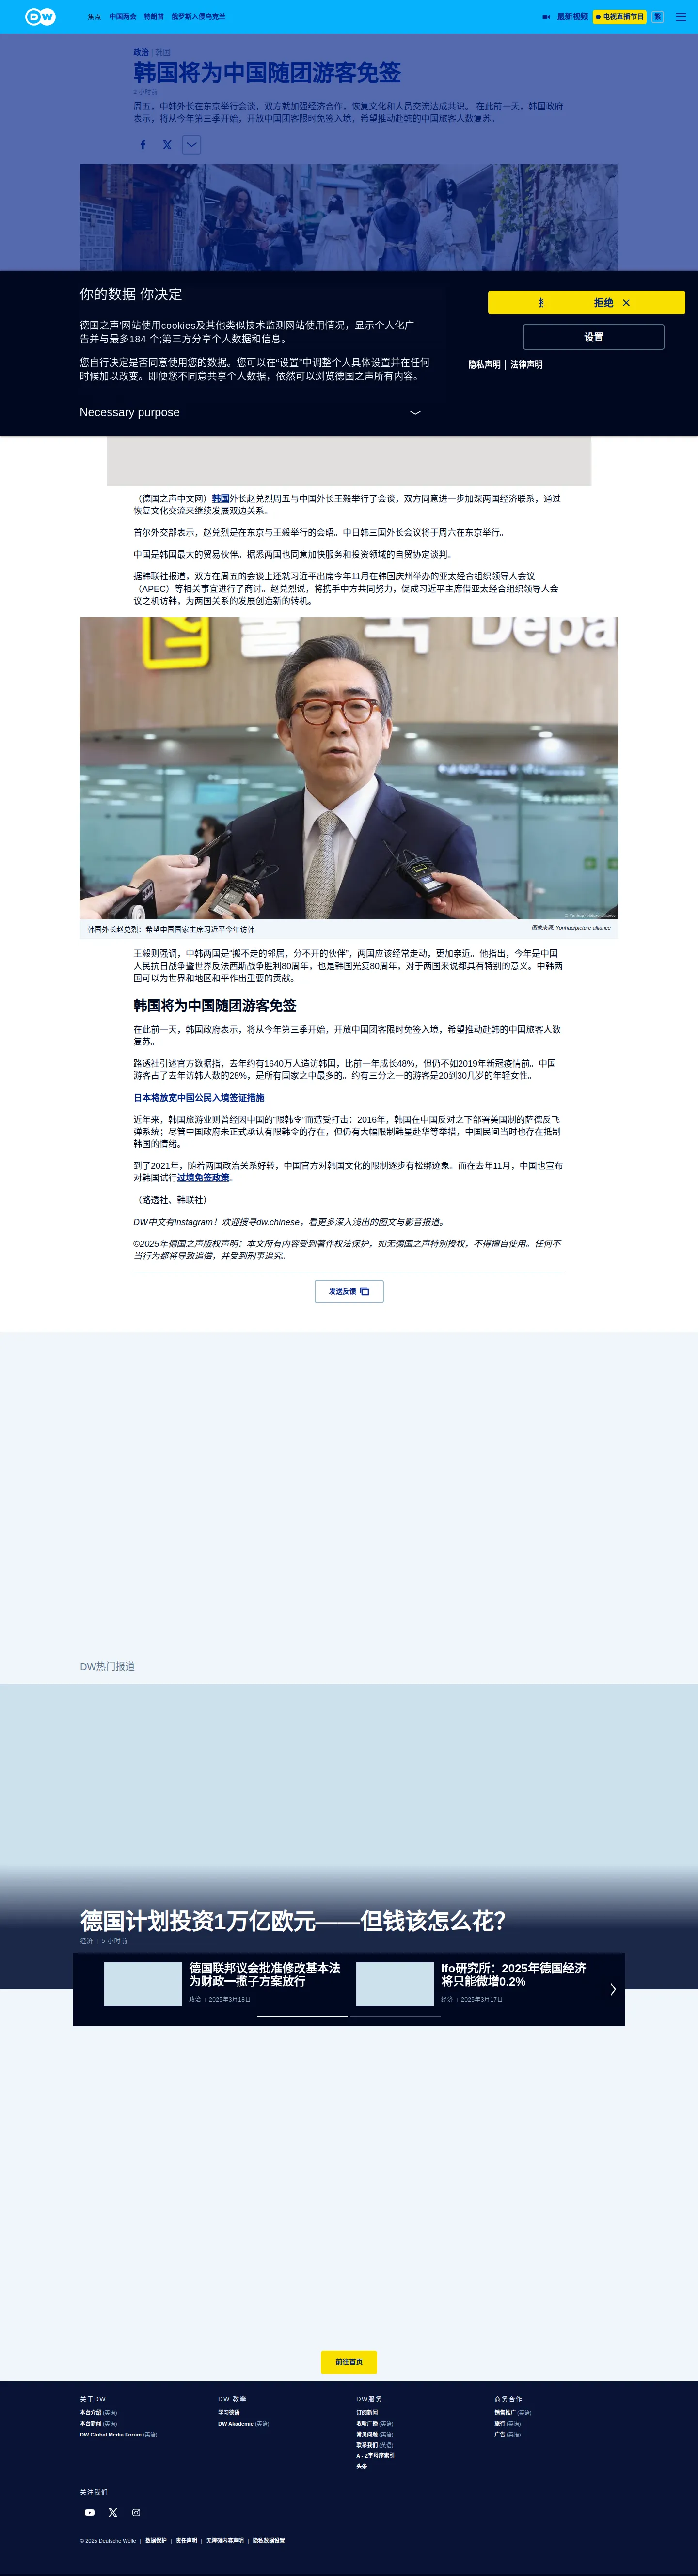 DW
焦点 中国两会 特朗普 俄罗斯入侵乌克兰 最新视频 电视直播节目 繁
政治 | 韩国
韩国将为中国随团游客免签
2 小时前
周五，中韩外长在东京举行会谈，双方就加强经济合作，恢复文化和人员交流达成共识。 在此前一天，韩国政府
表示，将从今年第三季开始，开放中国团客限时免签入境，希望推动赴韩的中国旅客人数复苏。
你的数据 你决定
德国之声'网站使用cookies及其他类似技术监测网站使用情况，显示个人化广
告并与最多184 个;第三方分享个人数据和信息。
您自行决定是否同意使用您的数据。您可以在“设置”中调整个人具体设置并在任何
时候加以改变。即便您不同意共享个人数据，依然可以浏览德国之声所有内容。
Necessary purpose
拒绝
设置
隐私声明 | 法律声明
（德国之声中文网）韩国外长赵兑烈周五与中国外长王毅举行了会谈，双方同意进一步加深两国经济联系，通过
恢复文化交流来继续发展双边关系。
首尔外交部表示，赵兑烈是在东京与王毅举行的会晤。中日韩三国外长会议将于周六在东京举行。
中国是韩国最大的贸易伙伴。据悉两国也同意加快服务和投资领域的自贸协定谈判。
据韩联社报道，双方在周五的会谈上还就习近平出席今年11月在韩国庆州举办的亚太经合组织领导人会议
（APEC）等相关事宜进行了商讨。赵兑烈说，将携手中方共同努力，促成习近平主席借亚太经合组织领导人会
议之机访韩，为两国关系的发展创造新的转机。
Depa
© Yonhap /picture alliance
韩国外长赵兑烈：希望中国国家主席习近平今年访韩
图像来源: Yonhap/picture alliance
王毅则强调，中韩两国是“搬不走的邻居，分不开的伙伴”，两国应该经常走动，更加亲近。他指出，今年是中国
人民抗日战争暨世界反法西斯战争胜利80周年，也是韩国光复80周年，对于两国来说都具有特别的意义。中韩两
国可以为世界和地区和平作出重要的贡献。
韩国将为中国随团游客免签
在此前一天，韩国政府表示，将从今年第三季开始，开放中国团客限时免签入境，希望推动赴韩的中国旅客人数
复苏。
路透社引述官方数据指，去年约有1640万人造访韩国，比前一年成长48%，但仍不如2019年新冠疫情前。中国
游客占了去年访韩人数的28%，是所有国家之中最多的。约有三分之一的游客是20到30几岁的年轻女性。
日本将放宽中国公民入境签证措施
近年来，韩国旅游业则曾经因中国的“限韩令”而遭受打击：2016年，韩国在中国反对之下部署美国制的萨德反飞
弹系统；尽管中国政府未正式承认有限韩令的存在，但仍有大幅限制韩星赴华等举措，中国民间当时也存在抵制
韩国的情绪。
到了2021年，随着两国政治关系好转，中国官方对韩国文化的限制逐步有松绑迹象。而在去年11月，中国也宣布
对韩国试行过境免签政策。
（路透社、韩联社）
DW中文有Instagram！欢迎搜寻dw.chinese，看更多深入浅出的图文与影音报道。
©2025年德国之声版权声明：本文所有内容受到著作权法保护，如无德国之声特别授权，不得擅自使用。任何不
当行为都将导致追偿，并受到刑事追究。
发送反馈
DW热门报道
德国计划投资1万亿欧元——但钱该怎么花？
经济 | 5 小时前
德国联邦议会批准修改基本法
为财政一揽子方案放行
政治 | 2025年3月18日
Ifo研究所：2025年德国经济
将只能微增0.2%
经济 | 2025年3月17日
前往首页
关于DW
本台介绍 (英语)
本台新闻 (英语)
DW Global Media Forum (英语)
DW 教學
学习德语
DW Akademie (英语)
DW服务
订阅新闻
收听广播 (英语)
常见问题 (英语)
联系我们 (英语)
A - Z字母序索引
头条
商务合作
销售推广 (英语)
旅行 (英语)
广告 (英语)
关注我们
© 2025 Deutsche Welle | 数据保护 | 责任声明 | 无障碍内容声明 | 隐私数据设置